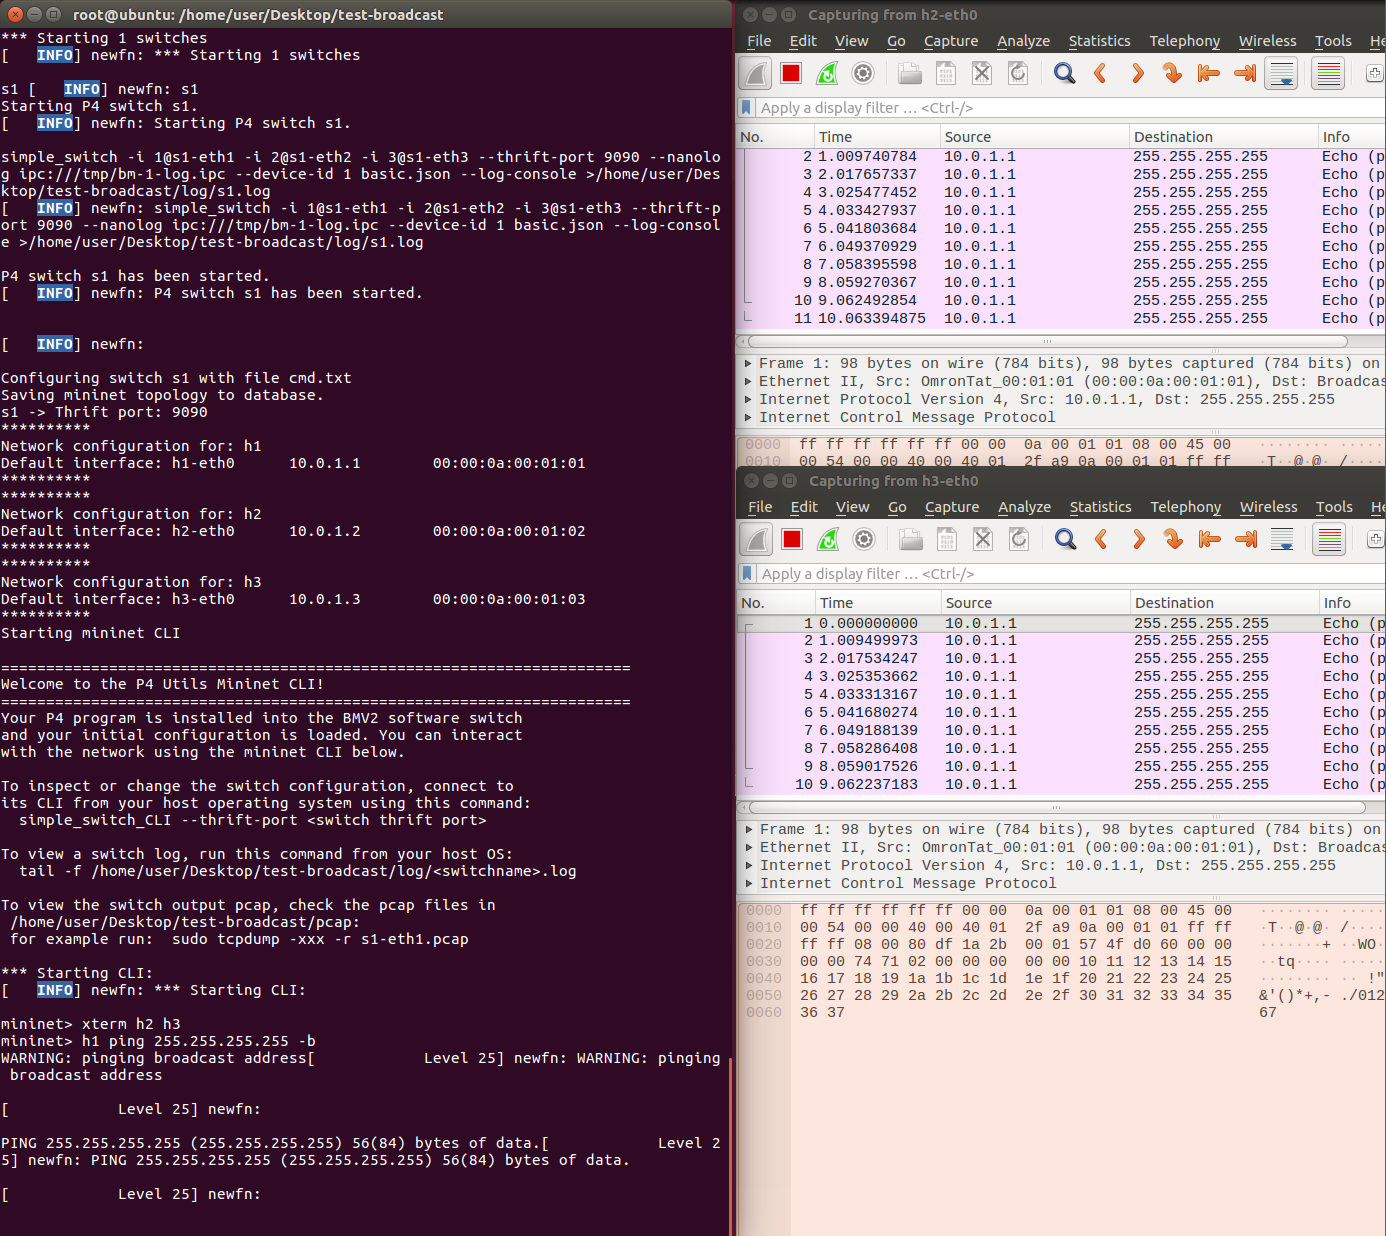 root@ubuntu: /home/user/Desktop/test-broadcast
*** Starting 1 switches
[   INFO] newfn: *** Starting 1 switches
s1 [   INFO] newfn: s1
Starting P4 switch s1.
[   INFO] newfn: Starting P4 switch s1.
simple_switch -i 1@s1-eth1 -i 2@s1-eth2 -i 3@s1-eth3 --thrift-port 9090 --nanolo
g ipc:///tmp/bm-1-log.ipc --device-id 1 basic.json --log-console >/home/user/Des
ktop/test-broadcast/log/s1.log
[   INFO] newfn: simple_switch -i 1@s1-eth1 -i 2@s1-eth2 -i 3@s1-eth3 --thrift-p
ort 9090 --nanolog ipc:///tmp/bm-1-log.ipc --device-id 1 basic.json --log-consol
e >/home/user/Desktop/test-broadcast/log/s1.log
P4 switch s1 has been started.
[   INFO] newfn: P4 switch s1 has been started.
[   INFO] newfn:
Configuring switch s1 with file cmd.txt
Saving mininet topology to database.
s1 -> Thrift port: 9090
**********
Network configuration for: h1
Default interface: h1-eth0      10.0.1.1        00:00:0a:00:01:01
**********
**********
Network configuration for: h2
Default interface: h2-eth0      10.0.1.2        00:00:0a:00:01:02
**********
**********
Network configuration for: h3
Default interface: h3-eth0      10.0.1.3        00:00:0a:00:01:03
**********
Starting mininet CLI
======================================================================
Welcome to the P4 Utils Mininet CLI!
======================================================================
Your P4 program is installed into the BMV2 software switch
and your initial configuration is loaded. You can interact
with the network using the mininet CLI below.
To inspect or change the switch configuration, connect to
its CLI from your host operating system using this command:
simple_switch_CLI --thrift-port <switch thrift port>
To view a switch log, run this command from your host OS:
tail -f /home/user/Desktop/test-broadcast/log/<switchname>.log
To view the switch output pcap, check the pcap files in
/home/user/Desktop/test-broadcast/pcap:
for example run:  sudo tcpdump -xxx -r s1-eth1.pcap
*** Starting CLI:
[   INFO] newfn: *** Starting CLI:
mininet> xterm h2 h3
mininet> h1 ping 255.255.255.255 -b
WARNING: pinging broadcast address[            Level 25] newfn: WARNING: pinging
broadcast address
[            Level 25] newfn:
PING 255.255.255.255 (255.255.255.255) 56(84) bytes of data.[            Level 2
5] newfn: PING 255.255.255.255 (255.255.255.255) 56(84) bytes of data.
[            Level 25] newfn:
Capturing from h2-eth0
File Edit View Go Capture Analyze Statistics Telephony Wireless Tools He
Apply a display filter … <Ctrl-/>
No. Time Source Destination Info
2 1.009740784 10.0.1.1 255.255.255.255 Echo (p
3 2.017657337 10.0.1.1 255.255.255.255 Echo (p
4 3.025477452 10.0.1.1 255.255.255.255 Echo (p
5 4.033427937 10.0.1.1 255.255.255.255 Echo (p
6 5.041803684 10.0.1.1 255.255.255.255 Echo (p
7 6.049370929 10.0.1.1 255.255.255.255 Echo (p
8 7.058395598 10.0.1.1 255.255.255.255 Echo (p
9 8.059270367 10.0.1.1 255.255.255.255 Echo (p
10 9.062492854 10.0.1.1 255.255.255.255 Echo (p
11 10.063394875 10.0.1.1 255.255.255.255 Echo (p
Frame 1: 98 bytes on wire (784 bits), 98 bytes captured (784 bits) on
Ethernet II, Src: OmronTat_00:01:01 (00:00:0a:00:01:01), Dst: Broadcas
Internet Protocol Version 4, Src: 10.0.1.1, Dst: 255.255.255.255
Internet Control Message Protocol
0000 ff ff ff ff ff ff 00 00  0a 00 01 01 08 00 45 00 ········ ·····
0010 00 54 00 00 40 00 40 01  2f a9 0a 00 01 01 ff ff ·T··@·@· /····
Capturing from h3-eth0
File Edit View Go Capture Analyze Statistics Telephony Wireless Tools He
Apply a display filter … <Ctrl-/>
No. Time Source Destination Info
1 0.000000000 10.0.1.1 255.255.255.255 Echo (p
2 1.009499973 10.0.1.1 255.255.255.255 Echo (p
3 2.017534247 10.0.1.1 255.255.255.255 Echo (p
4 3.025353662 10.0.1.1 255.255.255.255 Echo (p
5 4.033313167 10.0.1.1 255.255.255.255 Echo (p
6 5.041680274 10.0.1.1 255.255.255.255 Echo (p
7 6.049188139 10.0.1.1 255.255.255.255 Echo (p
8 7.058286408 10.0.1.1 255.255.255.255 Echo (p
9 8.059017526 10.0.1.1 255.255.255.255 Echo (p
10 9.062237183 10.0.1.1 255.255.255.255 Echo (p
Frame 1: 98 bytes on wire (784 bits), 98 bytes captured (784 bits) on
Ethernet II, Src: OmronTat_00:01:01 (00:00:0a:00:01:01), Dst: Broadcas
Internet Protocol Version 4, Src: 10.0.1.1, Dst: 255.255.255.255
Internet Control Message Protocol
0000 ff ff ff ff ff ff 00 00  0a 00 01 01 08 00 45 00 ········ ·····
0010 00 54 00 00 40 00 40 01  2f a9 0a 00 01 01 ff ff ·T··@·@· /····
0020 ff ff 08 00 80 df 1a 2b  00 01 57 4f fd 60 00 00 ·······+ ··WO·
0030 00 00 74 71 02 00 00 00  00 00 10 11 12 13 14 15 ··tq···· ·····
0040 16 17 18 19 1a 1b 1c 1d  1e 1f 20 21 22 23 24 25 ········ ·· !"
0050 26 27 28 29 2a 2b 2c 2d  2e 2f 30 31 32 33 34 35 &'()*+,- ./012
0060 36 37 67